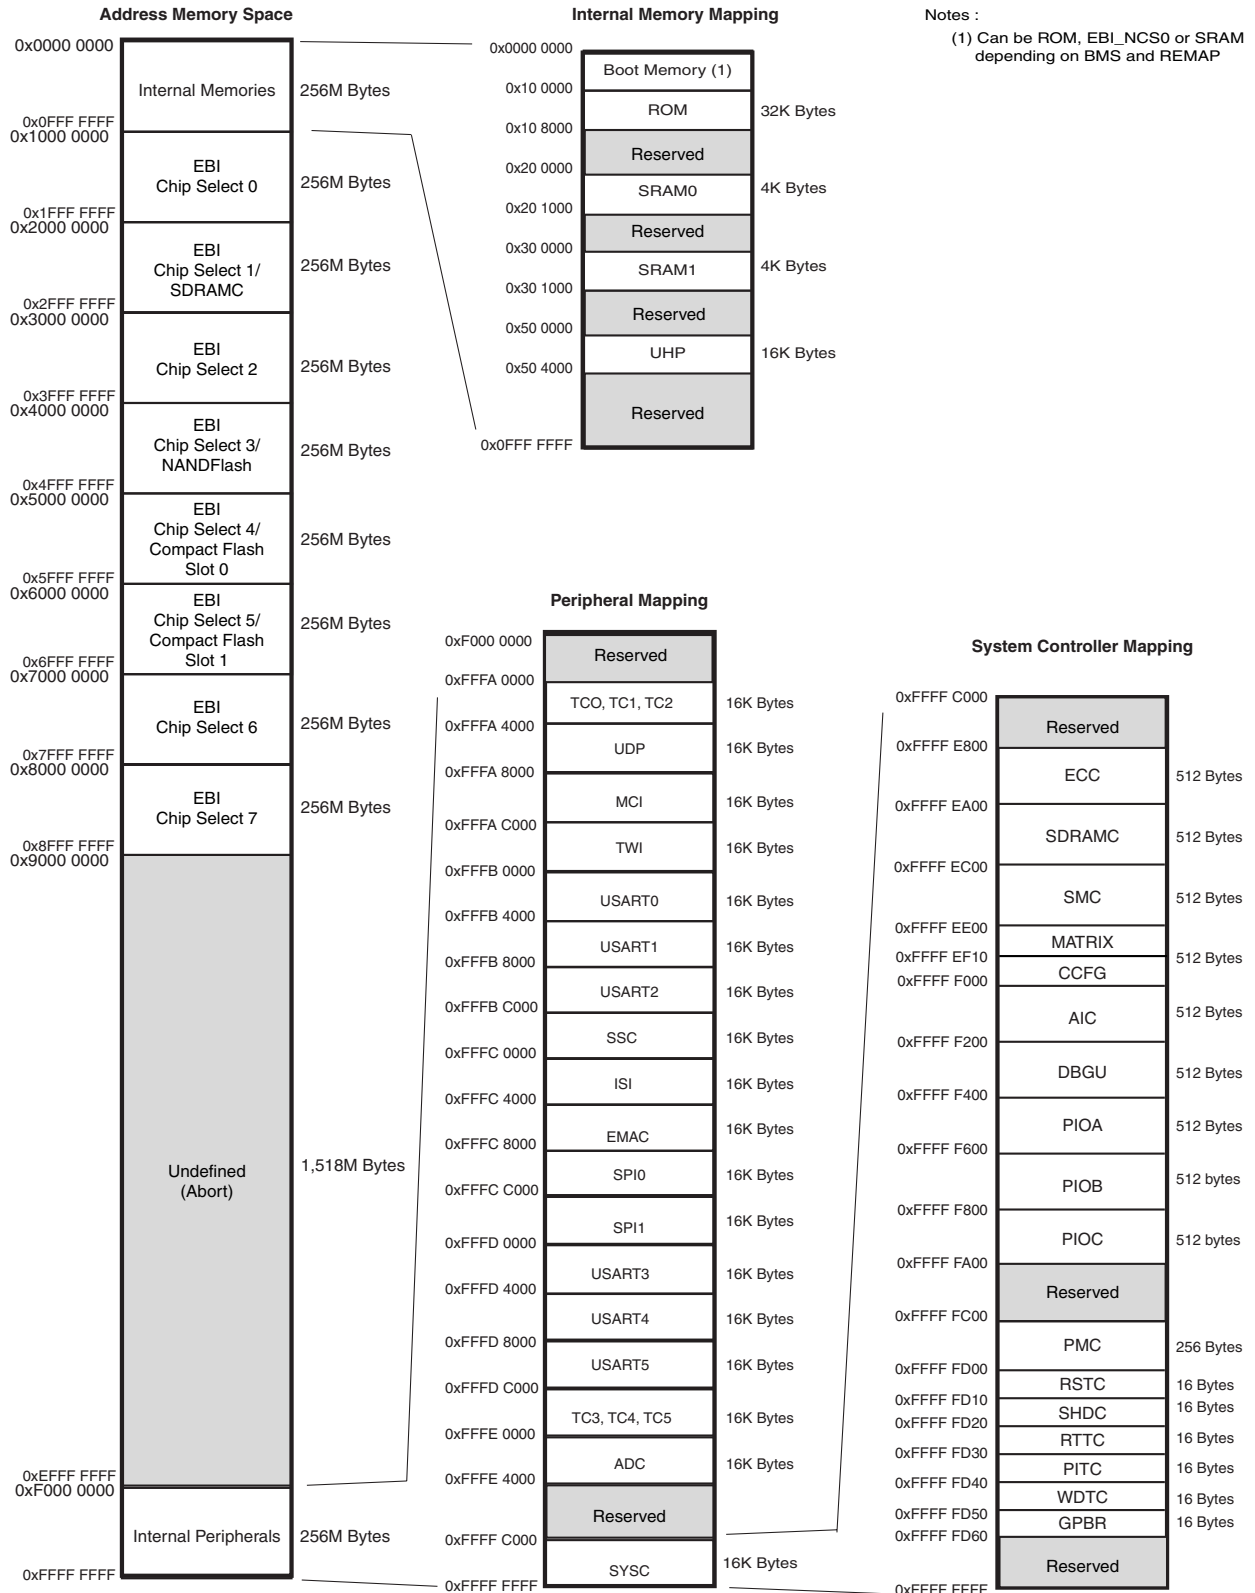 Address Memory Space
0x0000 0000
Internal Memories
256M Bytes
0x0FFF FFFF
0x1000 0000
EBI
Chip Select 0
256M Bytes
0x1FFF FFFF
0x2000 0000
EBI
Chip Select 1/
SDRAMC
256M Bytes
0x2FFF FFFF
0x3000 0000
EBI
Chip Select 2
256M Bytes
0x3FFF FFFF
0x4000 0000
EBI
Chip Select 3/
NANDFlash
256M Bytes
0x4FFF FFFF
0x5000 0000
EBI
Chip Select 4/
Compact Flash
Slot 0
256M Bytes
0x5FFF FFFF
0x6000 0000
EBI
Chip Select 5/
Compact Flash
Slot 1
256M Bytes
0x6FFF FFFF
0x7000 0000
EBI
Chip Select 6
256M Bytes
0x7FFF FFFF
0x8000 0000
EBI
Chip Select 7
256M Bytes
0x8FFF FFFF
0x9000 0000
Undefined
(Abort)
1,518M Bytes
0xEFFF FFFF
0xF000 0000
Internal Peripherals
256M Bytes
0xFFFF FFFF
Internal Memory Mapping
0x0000 0000
Boot Memory (1)
0x10 0000
ROM
32K Bytes
0x10 8000
Reserved
0x20 0000
SRAM0
4K Bytes
0x20 1000
Reserved
0x30 0000
SRAM1
4K Bytes
0x30 1000
Reserved
0x50 0000
UHP
16K Bytes
0x50 4000
Reserved
0x0FFF FFFF
Notes :
(1) Can be ROM, EBI_NCS0 or SRAM
depending on BMS and REMAP
Peripheral Mapping
0xF000 0000
Reserved
0xFFFA 0000
TCO, TC1, TC2
16K Bytes
0xFFFA 4000
UDP
16K Bytes
0xFFFA 8000
MCI
16K Bytes
0xFFFA C000
TWI
16K Bytes
0xFFFB 0000
USART0
16K Bytes
0xFFFB 4000
USART1
16K Bytes
0xFFFB 8000
USART2
16K Bytes
0xFFFB C000
SSC
16K Bytes
0xFFFC 0000
ISI
16K Bytes
0xFFFC 4000
EMAC
16K Bytes
0xFFFC 8000
SPI0
16K Bytes
0xFFFC C000
SPI1
16K Bytes
0xFFFD 0000
USART3
16K Bytes
0xFFFD 4000
USART4
16K Bytes
0xFFFD 8000
USART5
16K Bytes
0xFFFD C000
TC3, TC4, TC5
16K Bytes
0xFFFE 0000
ADC
16K Bytes
0xFFFE 4000
Reserved
0xFFFF C000
SYSC
16K Bytes
0xFFFF FFFF
System Controller Mapping
0xFFFF C000
Reserved
0xFFFF E800
ECC
512 Bytes
0xFFFF EA00
SDRAMC
512 Bytes
0xFFFF EC00
SMC
512 Bytes
0xFFFF EE00
MATRIX
0xFFFF EF10
512 Bytes
CCFG
0xFFFF F000
AIC
512 Bytes
0xFFFF F200
DBGU
512 Bytes
0xFFFF F400
PIOA
512 Bytes
0xFFFF F600
PIOB
512 bytes
0xFFFF F800
PIOC
512 bytes
0xFFFF FA00
Reserved
0xFFFF FC00
PMC
256 Bytes
0xFFFF FD00
RSTC
16 Bytes
0xFFFF FD10
SHDC
16 Bytes
0xFFFF FD20
RTTC
16 Bytes
0xFFFF FD30
PITC
16 Bytes
0xFFFF FD40
WDTC
16 Bytes
0xFFFF FD50
GPBR
16 Bytes
0xFFFF FD60
Reserved
0xFFFF FFFF